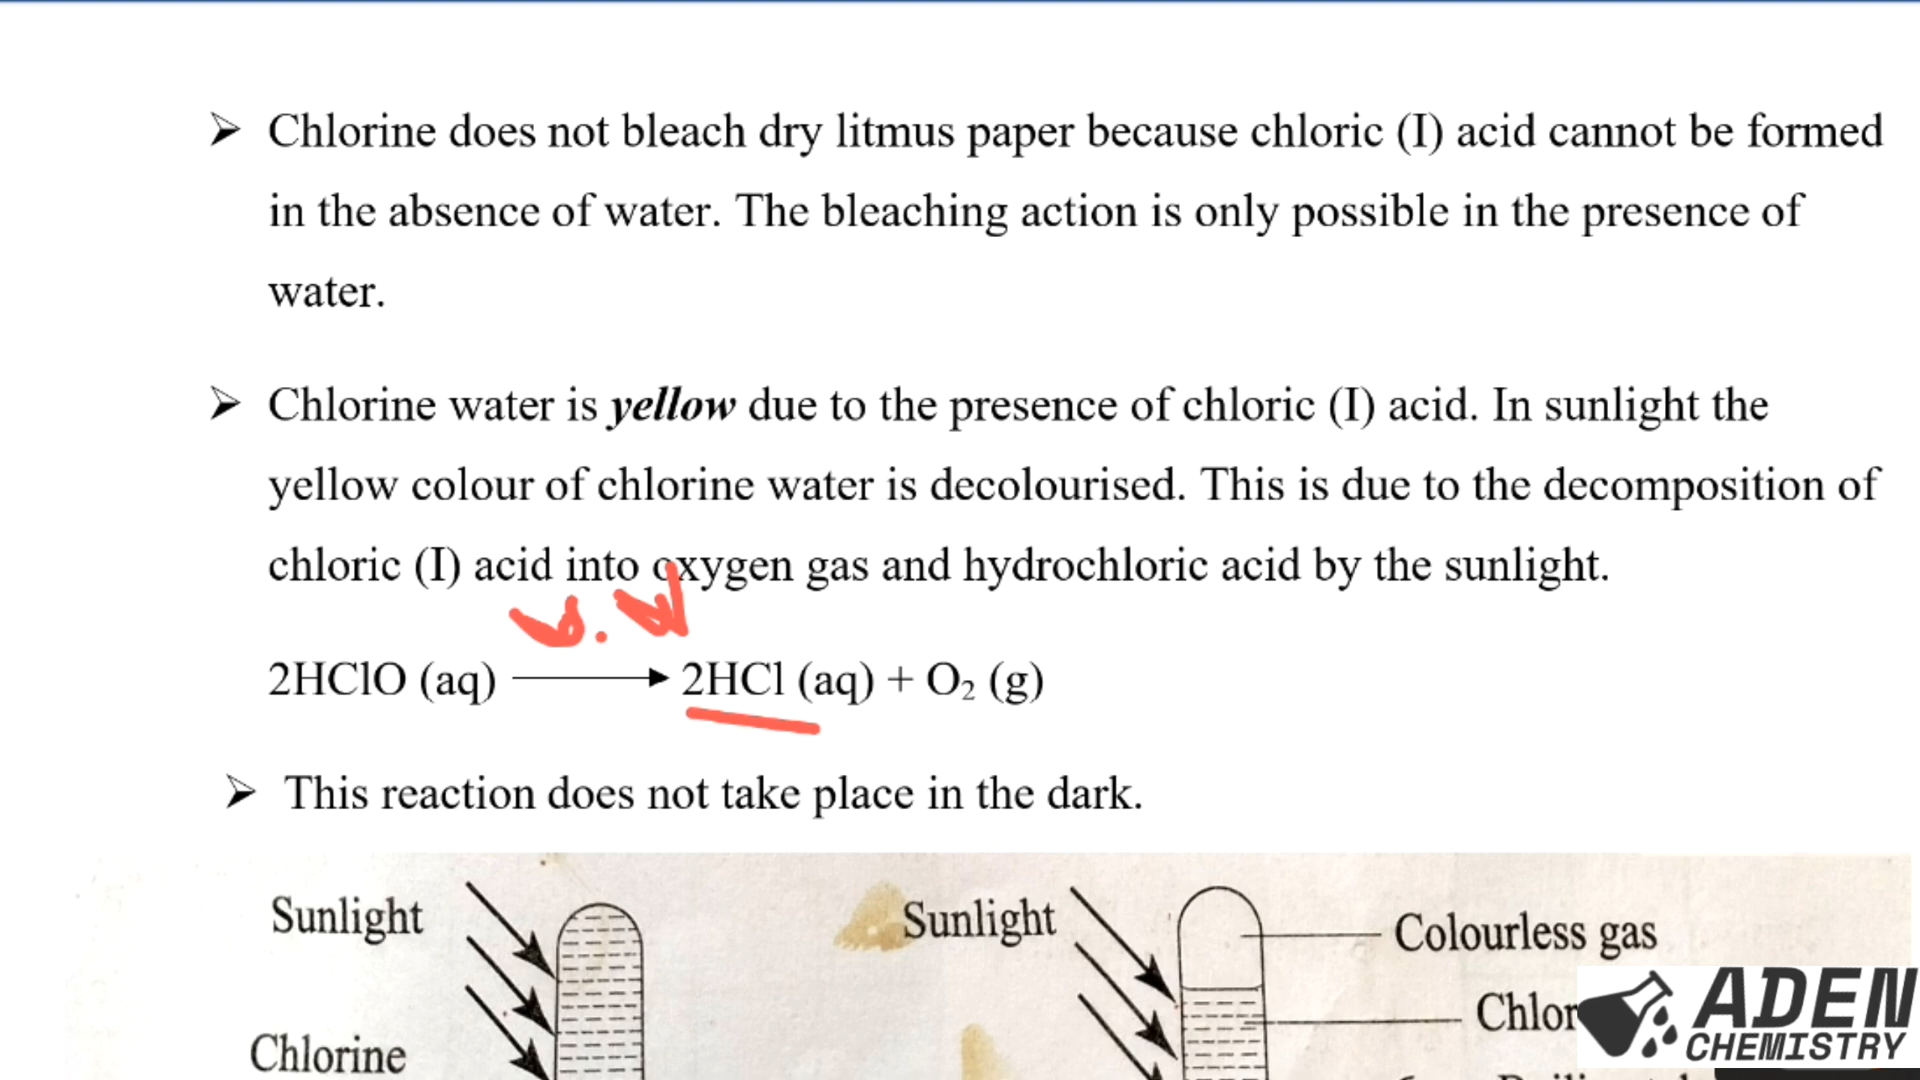 ➢ Chlorine does not bleach dry litmus paper because chloric (I) acid cannot be formed
in the absence of water. The bleaching action is only possible in the presence of
water.
➢ Chlorine water is yellow due to the presence of chloric (I) acid. In sunlight the
yellow colour of chlorine water is decolourised. This is due to the decomposition of
chloric (I) acid into oxygen gas and hydrochloric acid by the sunlight.
2HClO (aq) ⟶ 2HCl (aq) + O₂ (g)
➢ This reaction does not take place in the dark.
Sunlight
Sunlight
Colourless gas
Chlor
Chlorine
ADEN
CHEMISTRY